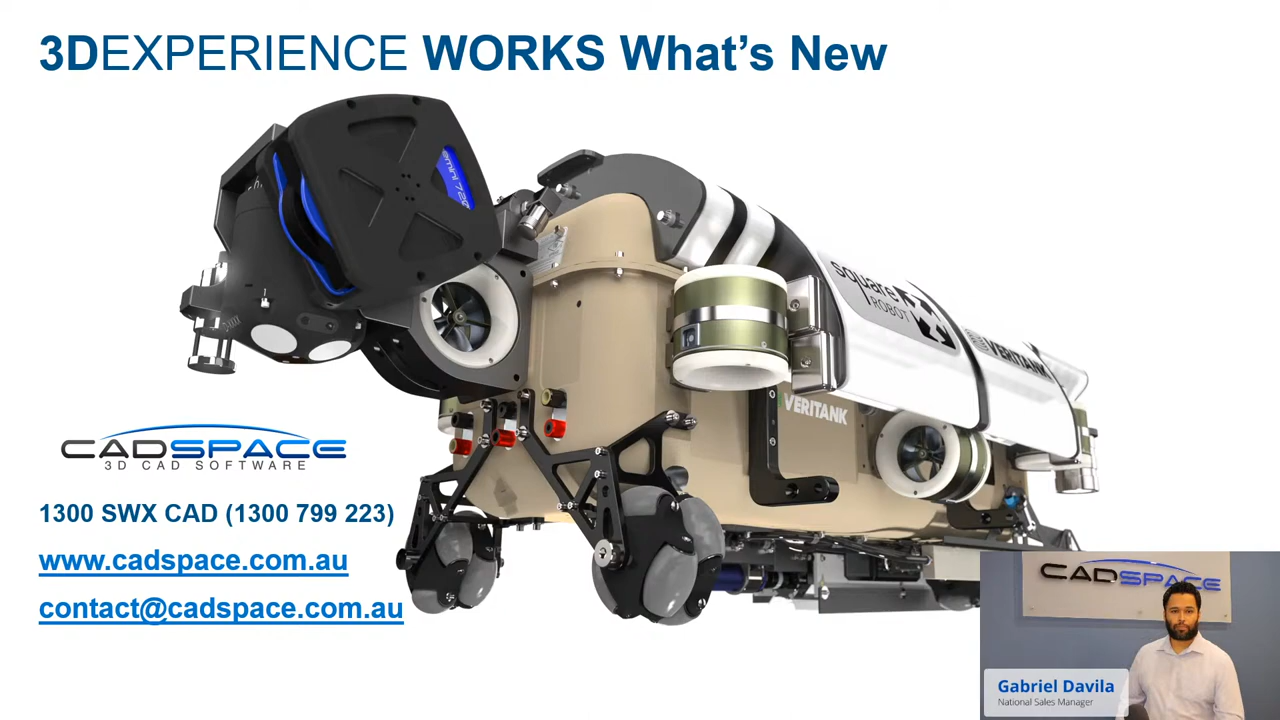 3DEXPERIENCE WORKS What's New
square
ROBOT
VERITANK
VERITANK
CADSPACE
3D CAD SOFTWARE
1300 SWX CAD (1300 799 223)
www.cadspace.com.au
contact@cadspace.com.au
CADSPACE
Gabriel Davila
National Sales Manager